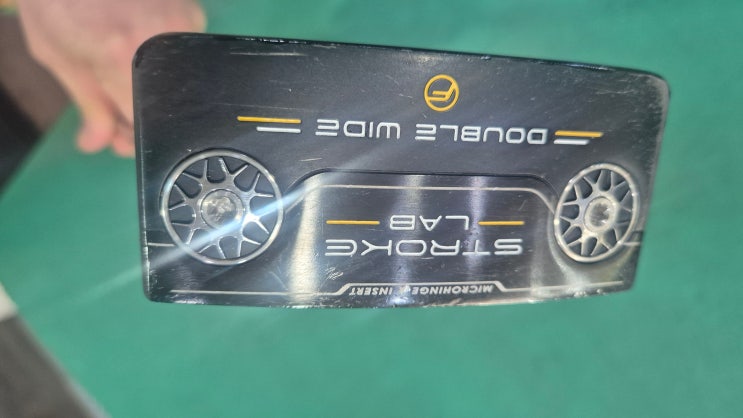 MICROHINGE INSERT
STROKE
LAB
DOUBLE WIDE